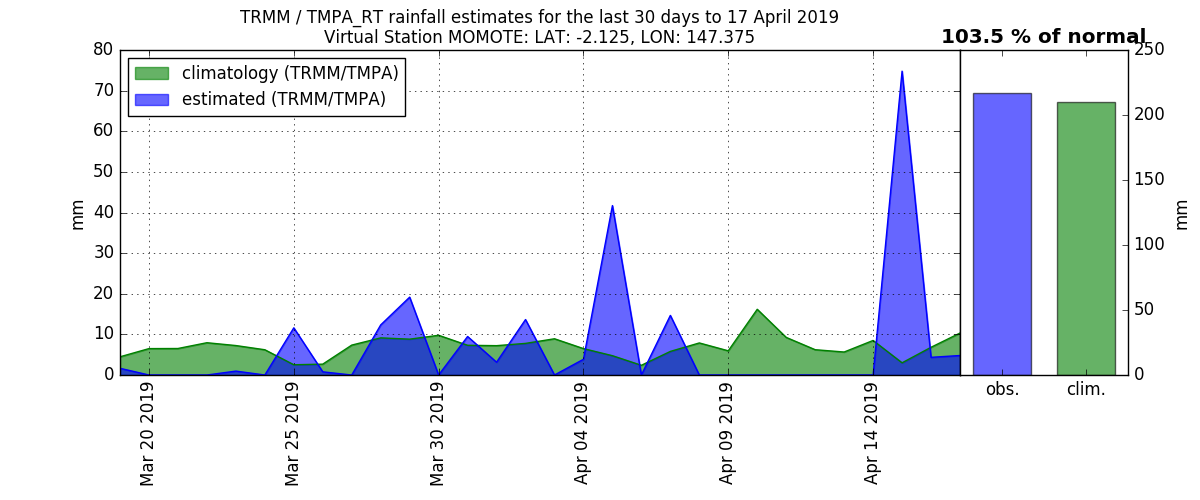 TRMM / TMPA_RT rainfall estimates for the last 30 days to 17 April 2019
Virtual Station MOMOTE: LAT: -2.125, LON: 147.375
103.5 % of normal
climatology (TRMM/TMPA)
estimated (TRMM/TMPA)
mm
80
70
60
50
40
30
20
10
0
Mar 20 2019
Mar 25 2019
Mar 30 2019
Apr 04 2019
Apr 09 2019
Apr 14 2019
obs.
clim.
250
200
150
100
50
0
mm